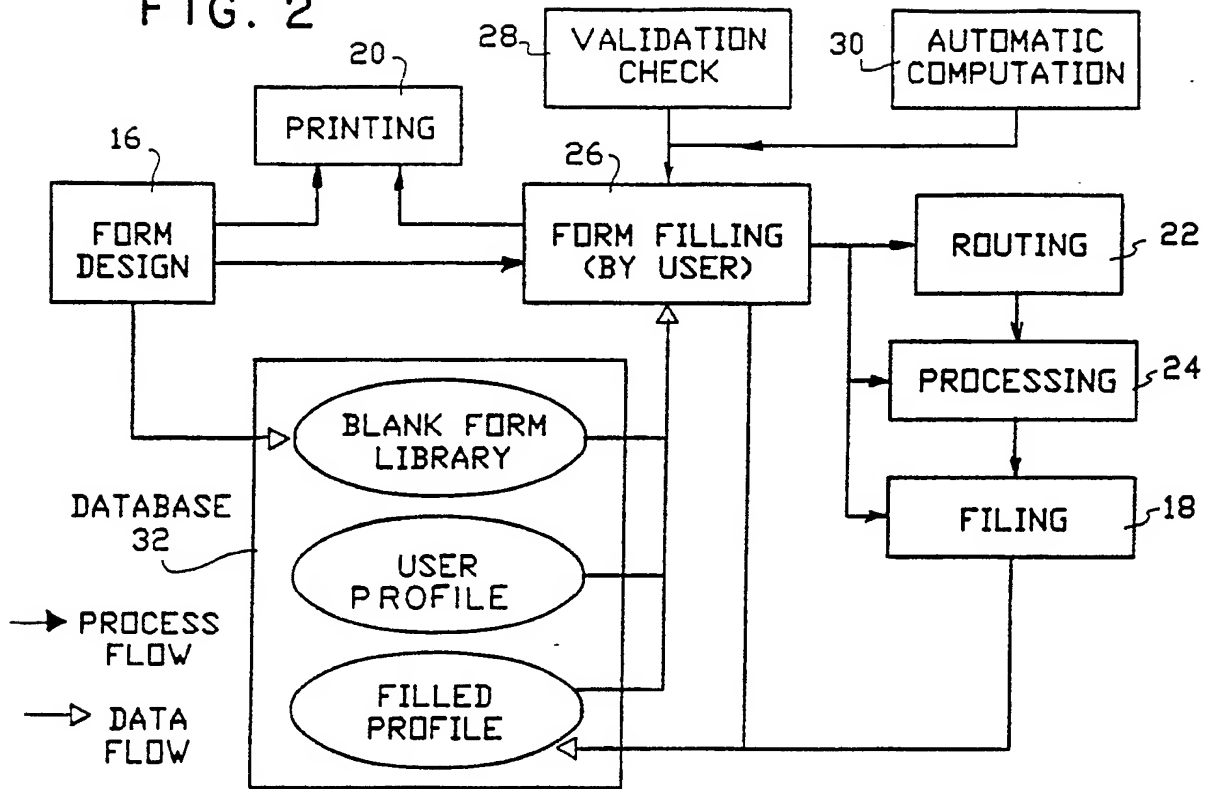 FIG. 2
28
VALIDATION
CHECK
30
AUTOMATIC
COMPUTATION
20
PRINTING
16
FORM
DESIGN
26
FORM FILLING
(BY USER)
ROUTING
22
PROCESSING
24
FILING
18
BLANK FORM
LIBRARY
DATABASE
32
USER
PROFILE
FILLED
PROFILE
PROCESS
FLOW
DATA
FLOW